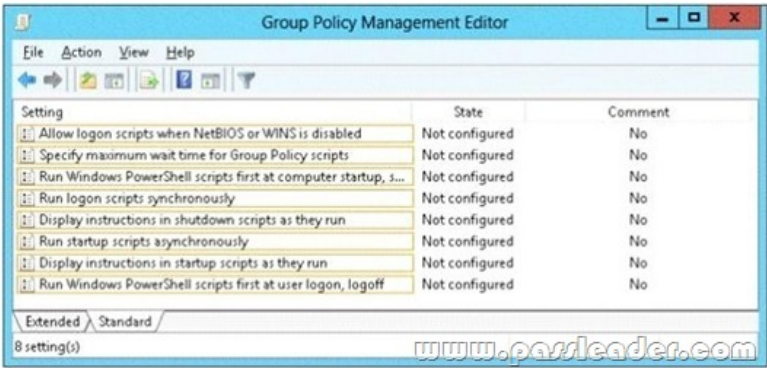 Group Policy Management Editor
File Action View Help
Setting State Comment
Allow logon scripts when NetBIOS or WINS is disabled Not configured No
Specify maximum wait time for Group Policy scripts Not configured No
Run Windows PowerShell scripts first at computer startup, s... Not configured No
Run logon scripts synchronously Not configured No
Display instructions in shutdown scripts as they run Not configured No
Run startup scripts asynchronously Not configured No
Display instructions in startup scripts as they run Not configured No
Run Windows PowerShell scripts first at user logon, logoff Not configured No
Extended Standard
8 setting(s)
www.passleader.com